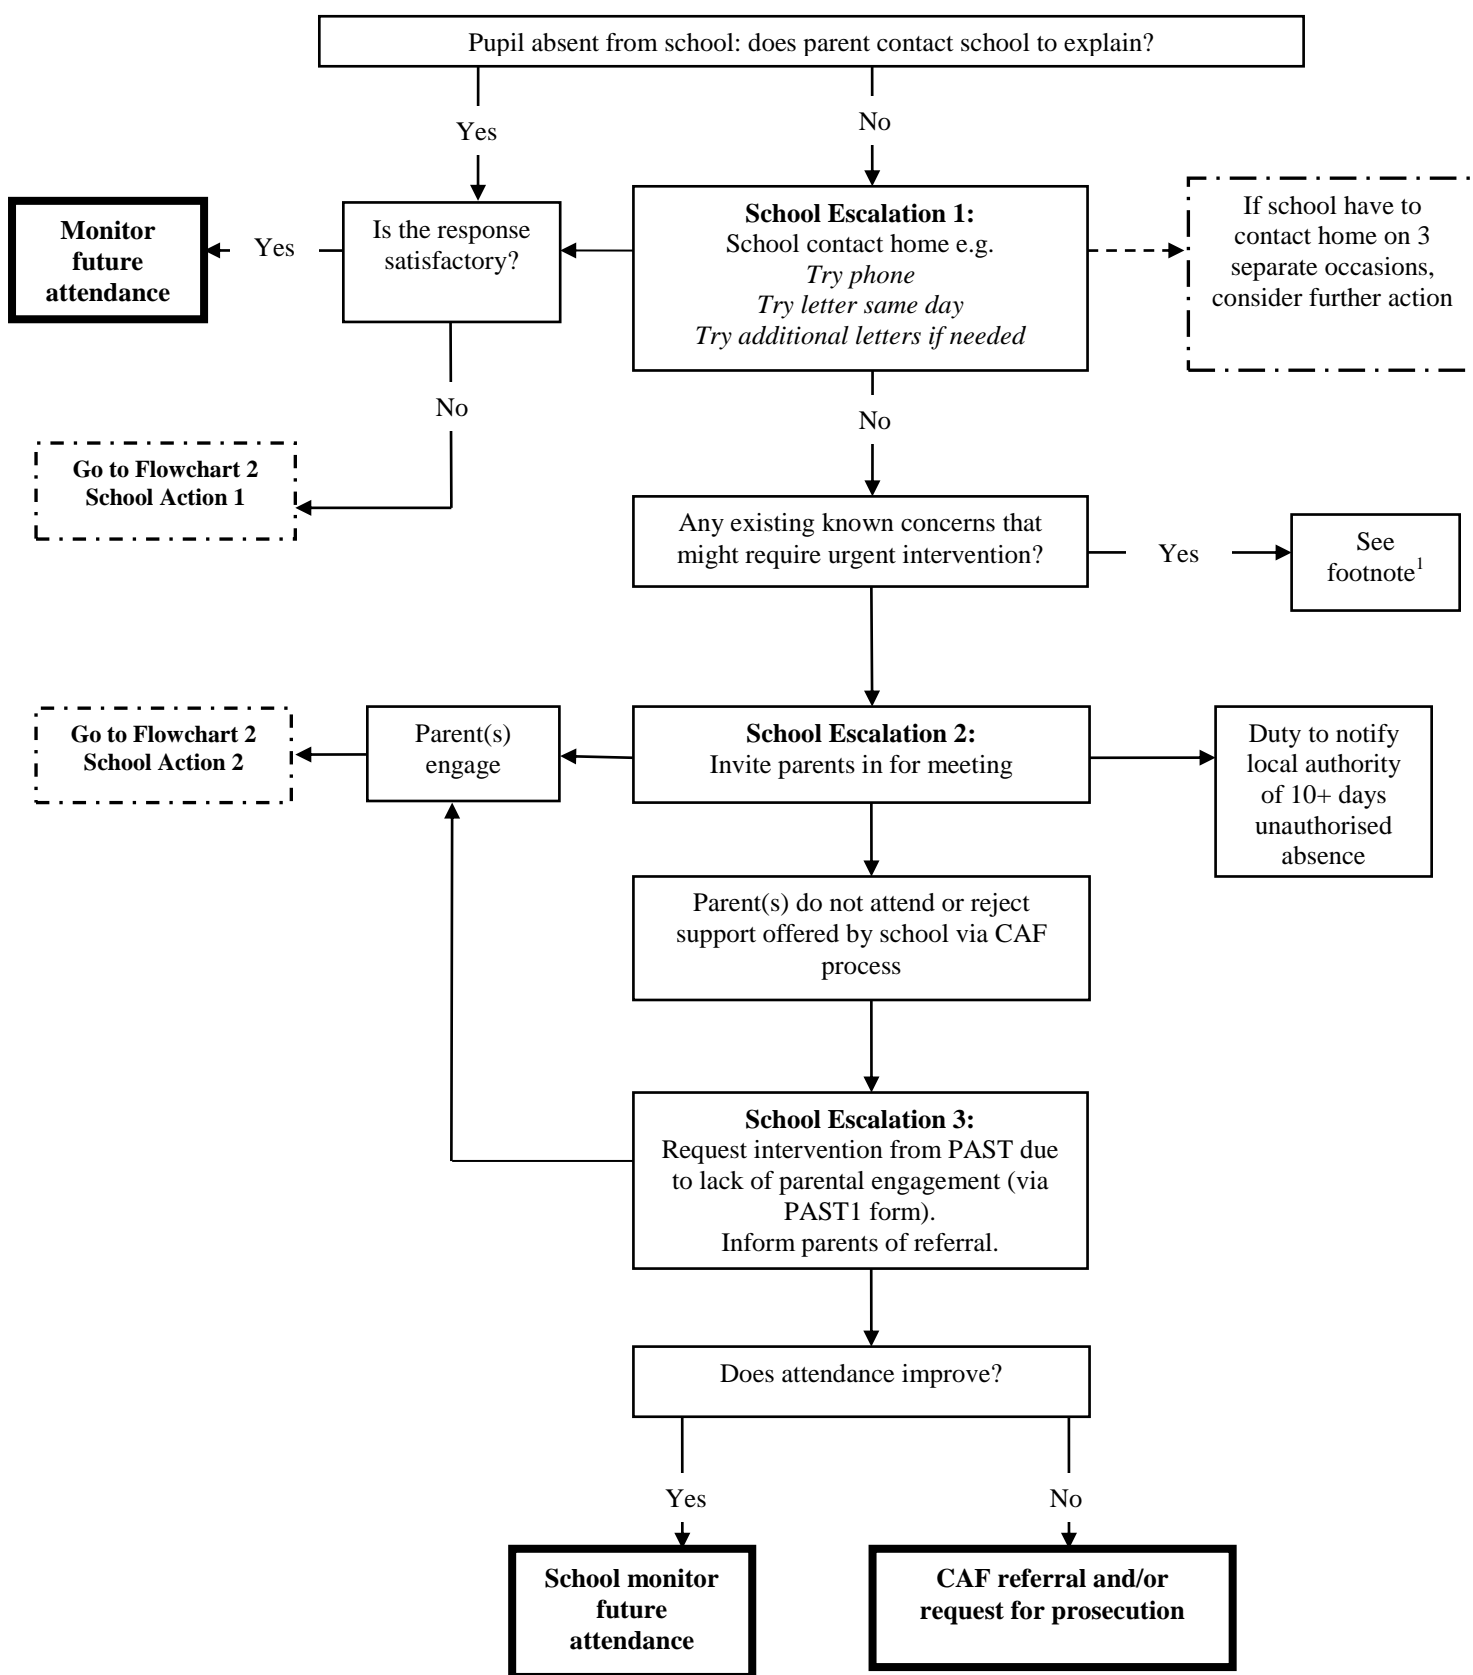 Pupil absent from school: does parent contact school to explain?
Yes
No
Monitor
future
attendance
Yes
Is the response
satisfactory?
School Escalation 1:
School contact home e.g.
Try phone
Try letter same day
Try additional letters if needed
If school have to
contact home on 3
separate occasions,
consider further action
No
No
Go to Flowchart 2
School Action 1
Any existing known concerns that
might require urgent intervention?
Yes
See
footnote¹
Go to Flowchart 2
School Action 2
Parent(s)
engage
School Escalation 2:
Invite parents in for meeting
Duty to notify
local authority
of 10+ days
unauthorised
absence
Parent(s) do not attend or reject
support offered by school via CAF
process
School Escalation 3:
Request intervention from PAST due
to lack of parental engagement (via
PAST1 form).
Inform parents of referral.
Does attendance improve?
Yes
No
School monitor
future
attendance
CAF referral and/or
request for prosecution